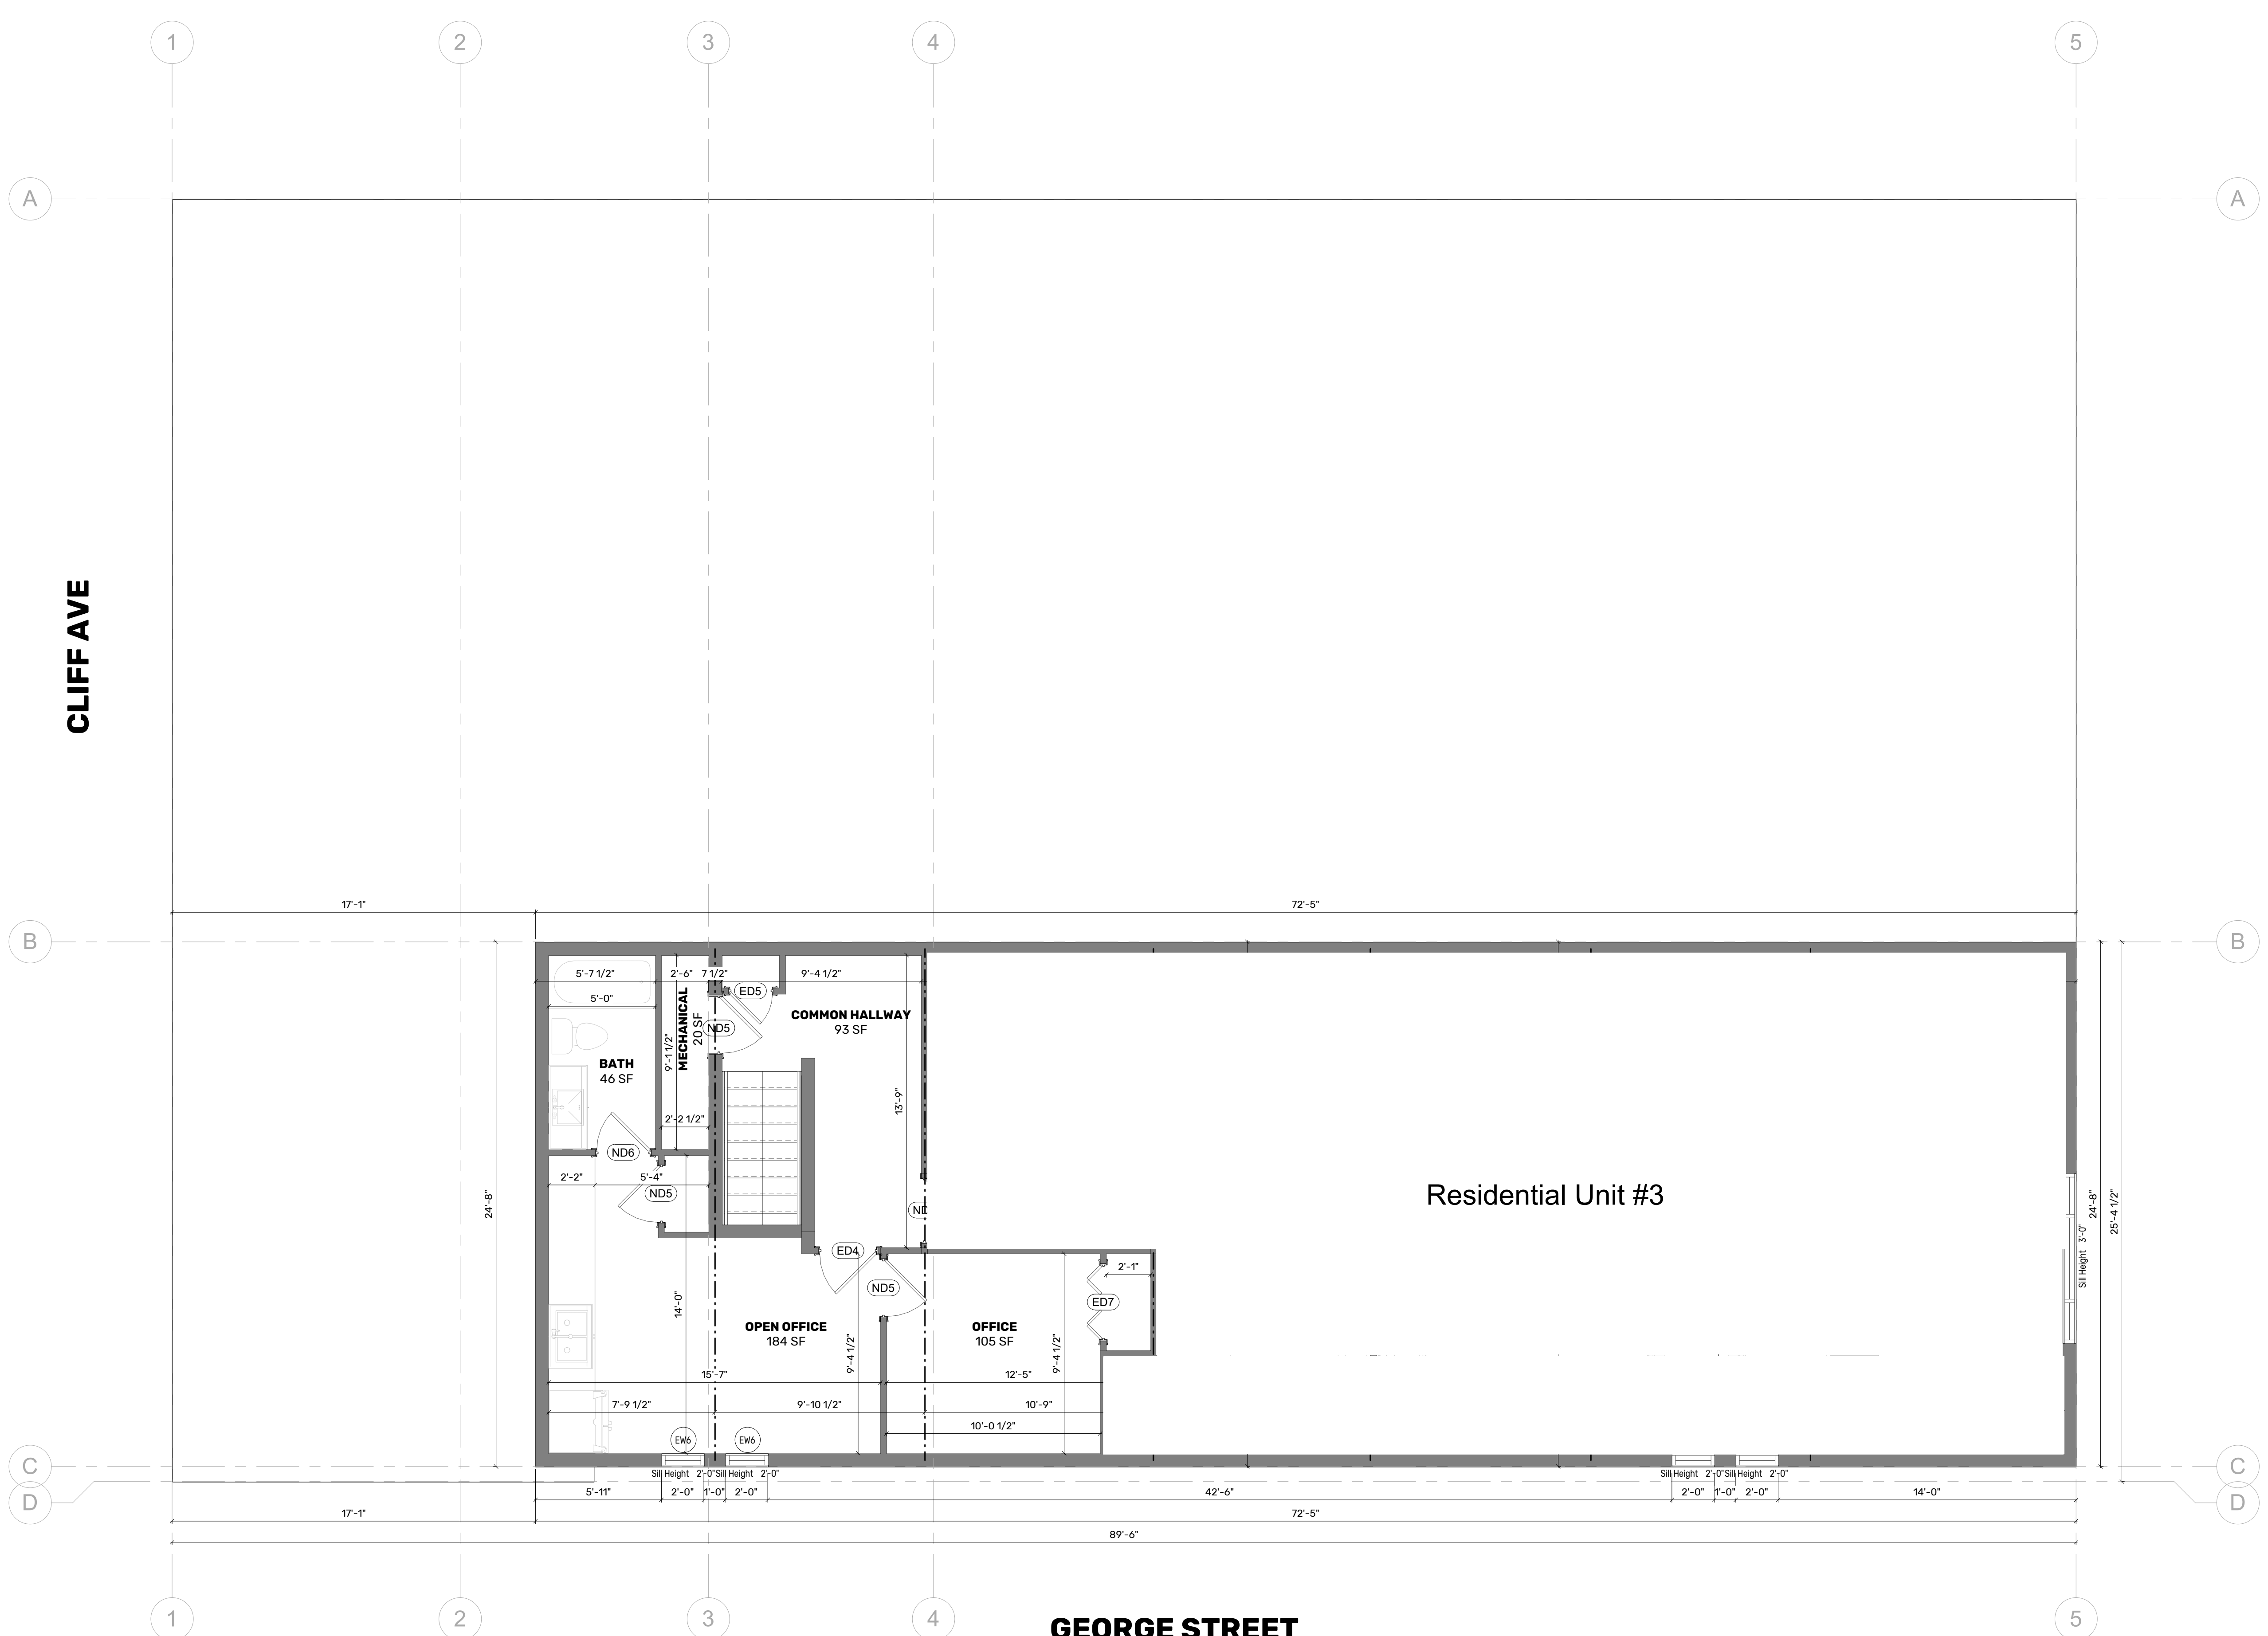 1
2
3
4
5
A
A
CLIFF AVE
17'-1"
72'-5"
B
B
5'-7 1/2"
2'-6"
7 1/2"
9'-4 1/2"
5'-0"
ED5
MECHANICAL
20 SF
ND5
COMMON HALLWAY
93 SF
9'-1 1/2"
BATH
46 SF
13'-9"
2'-2 1/2"
ND6
2'-2"
5'-4"
ND5
24'-8"
ND
Residential Unit #3
24'-8"
25'-4 1/2"
Sill Height 3'-0"
ED4
ND5
2'-1"
ED7
14'-0"
OPEN OFFICE
184 SF
OFFICE
105 SF
9'-4 1/2"
9'-4 1/2"
15'-7"
12'-5"
7'-9 1/2"
9'-10 1/2"
10'-9"
10'-0 1/2"
EW6
EW6
C
C
Sill Height 2'-0"
Sill Height 2'-0"
Sill Height 2'-0"
Sill Height 2'-0"
D
D
5'-11"
2'-0"
1'-0"
2'-0"
42'-6"
2'-0"
1'-0"
2'-0"
14'-0"
17'-1"
72'-5"
89'-6"
1
2
3
4
5
GEORGE STREET